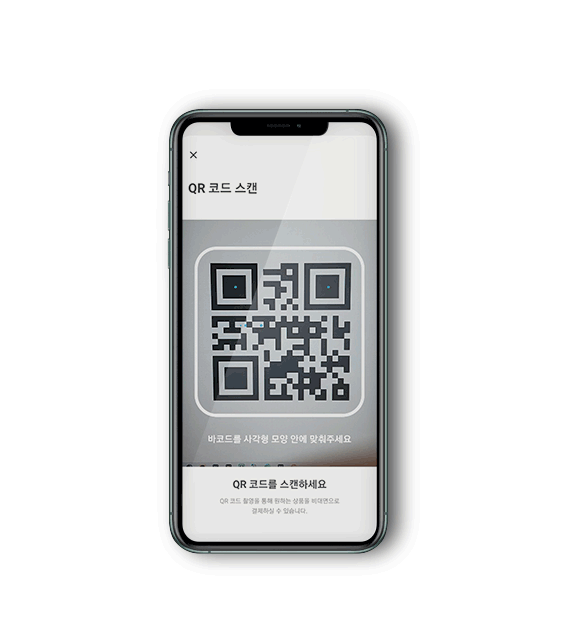 QR 코드 스캔
바코드를 사각형 모양 안에 맞춰주세요
QR 코드를 스캔하세요
QR 코드 촬영을 통해 원하는 상품을 비대면으로
결제하실 수 있습니다.